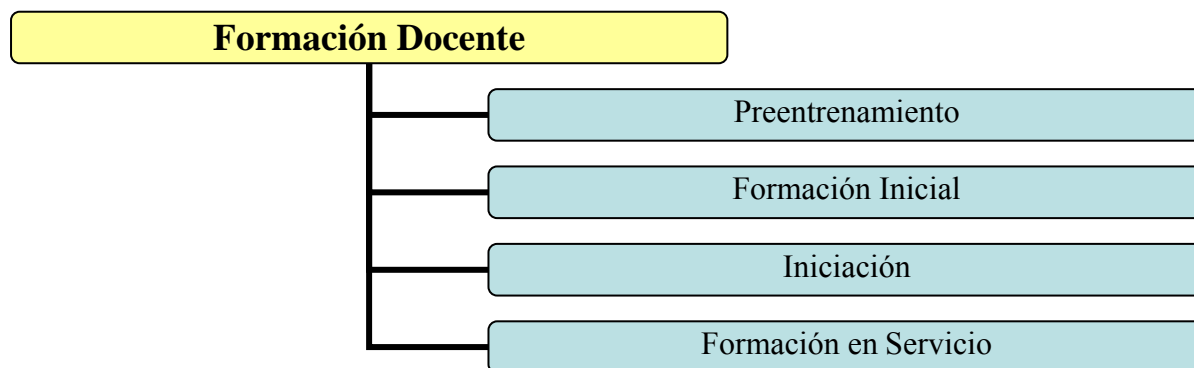 Formación Docente
Preentrenamiento
Formación Inicial
Iniciación
Formación en Servicio